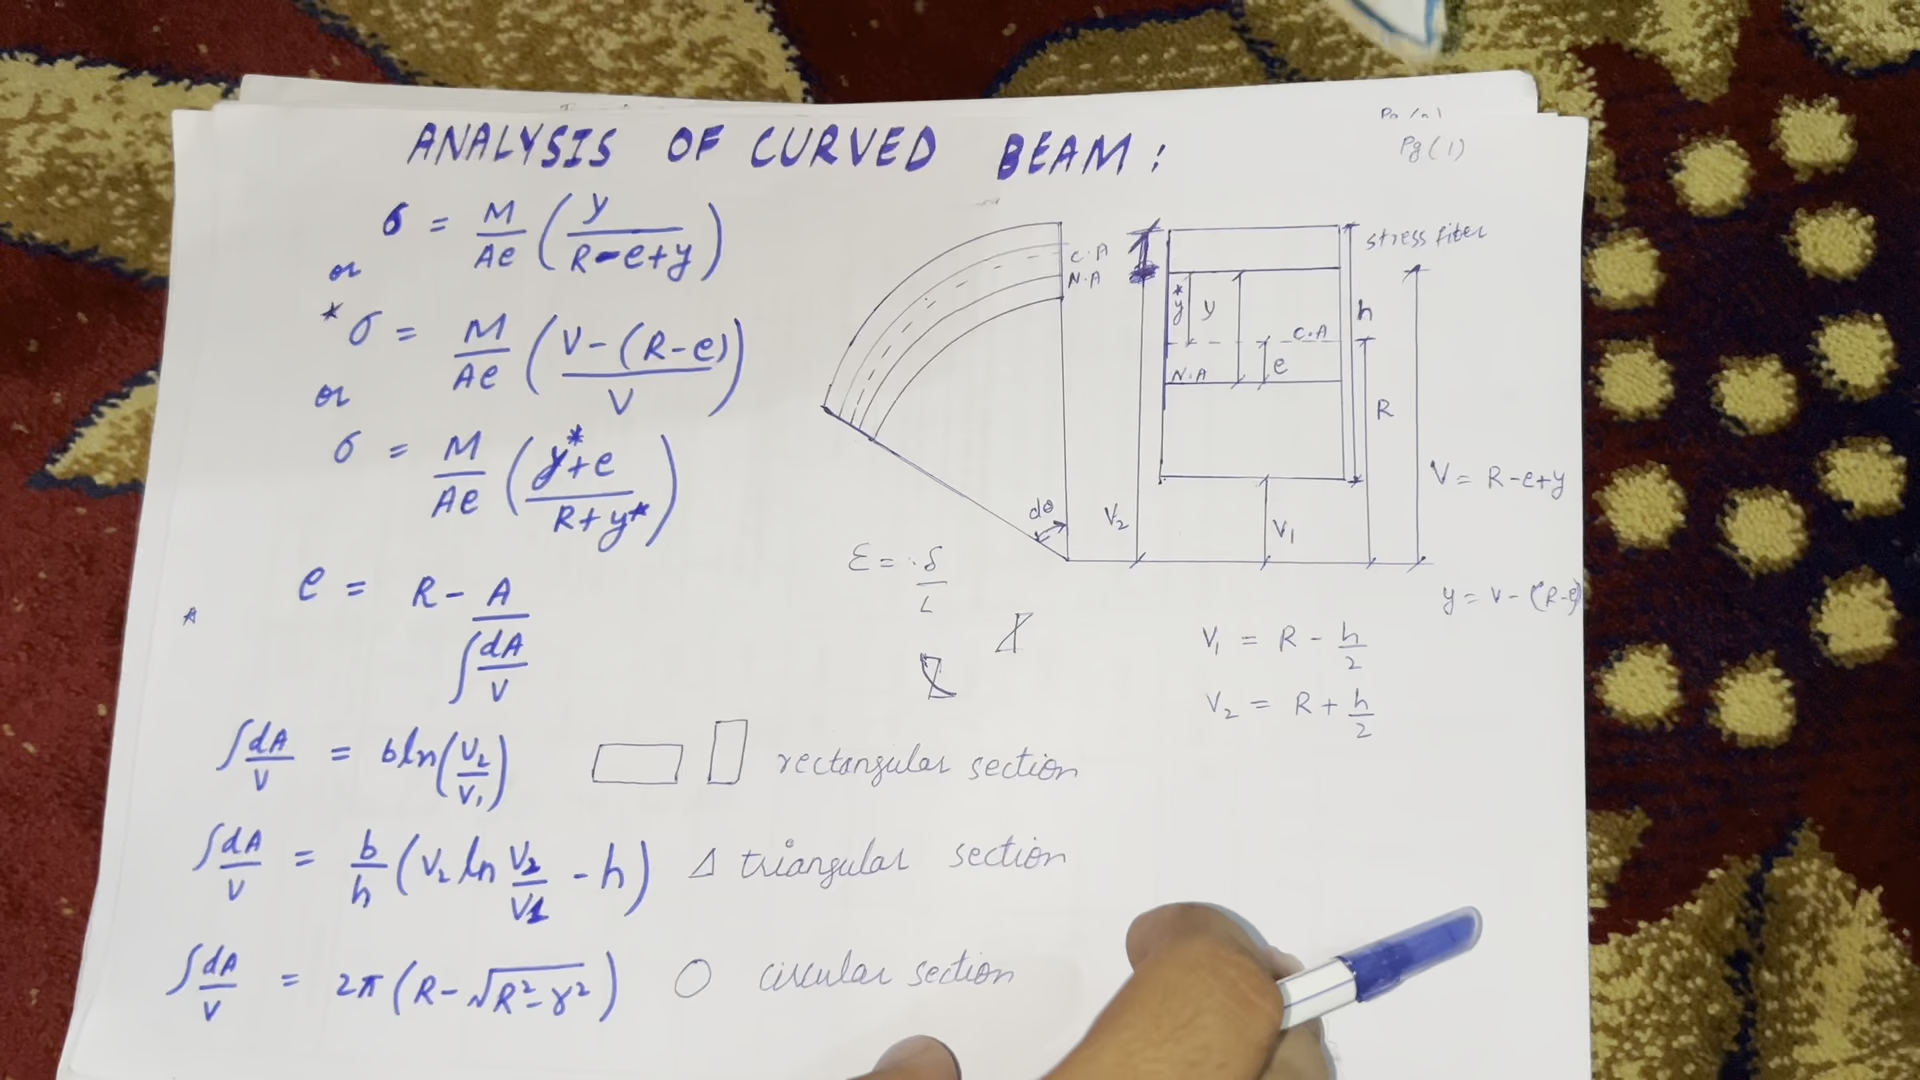 Pg (1)
ANALYSIS OF CURVED BEAM :
σ = M/Ae ( y / R-e+y )
or
* σ = M/Ae ( V-(R-e) / V )
or
σ = M/Ae ( y*+e / R+y* )
e = R - A / ∫dA/V
∫dA/V = bln(V2/V1) rectangular section
∫dA/V = b/h (V2 ln V2/V1 - h) Δ triangular section
∫dA/V = 2π (R-√R²-r²) ○ circular section
C.A
N.A
dθ
ε = δ/L
stress fiber
y* y
h
C.A
N.A
e
R
V2
V1
V = R-e+y
y = V-(R-e)
V1 = R - h/2
V2 = R + h/2